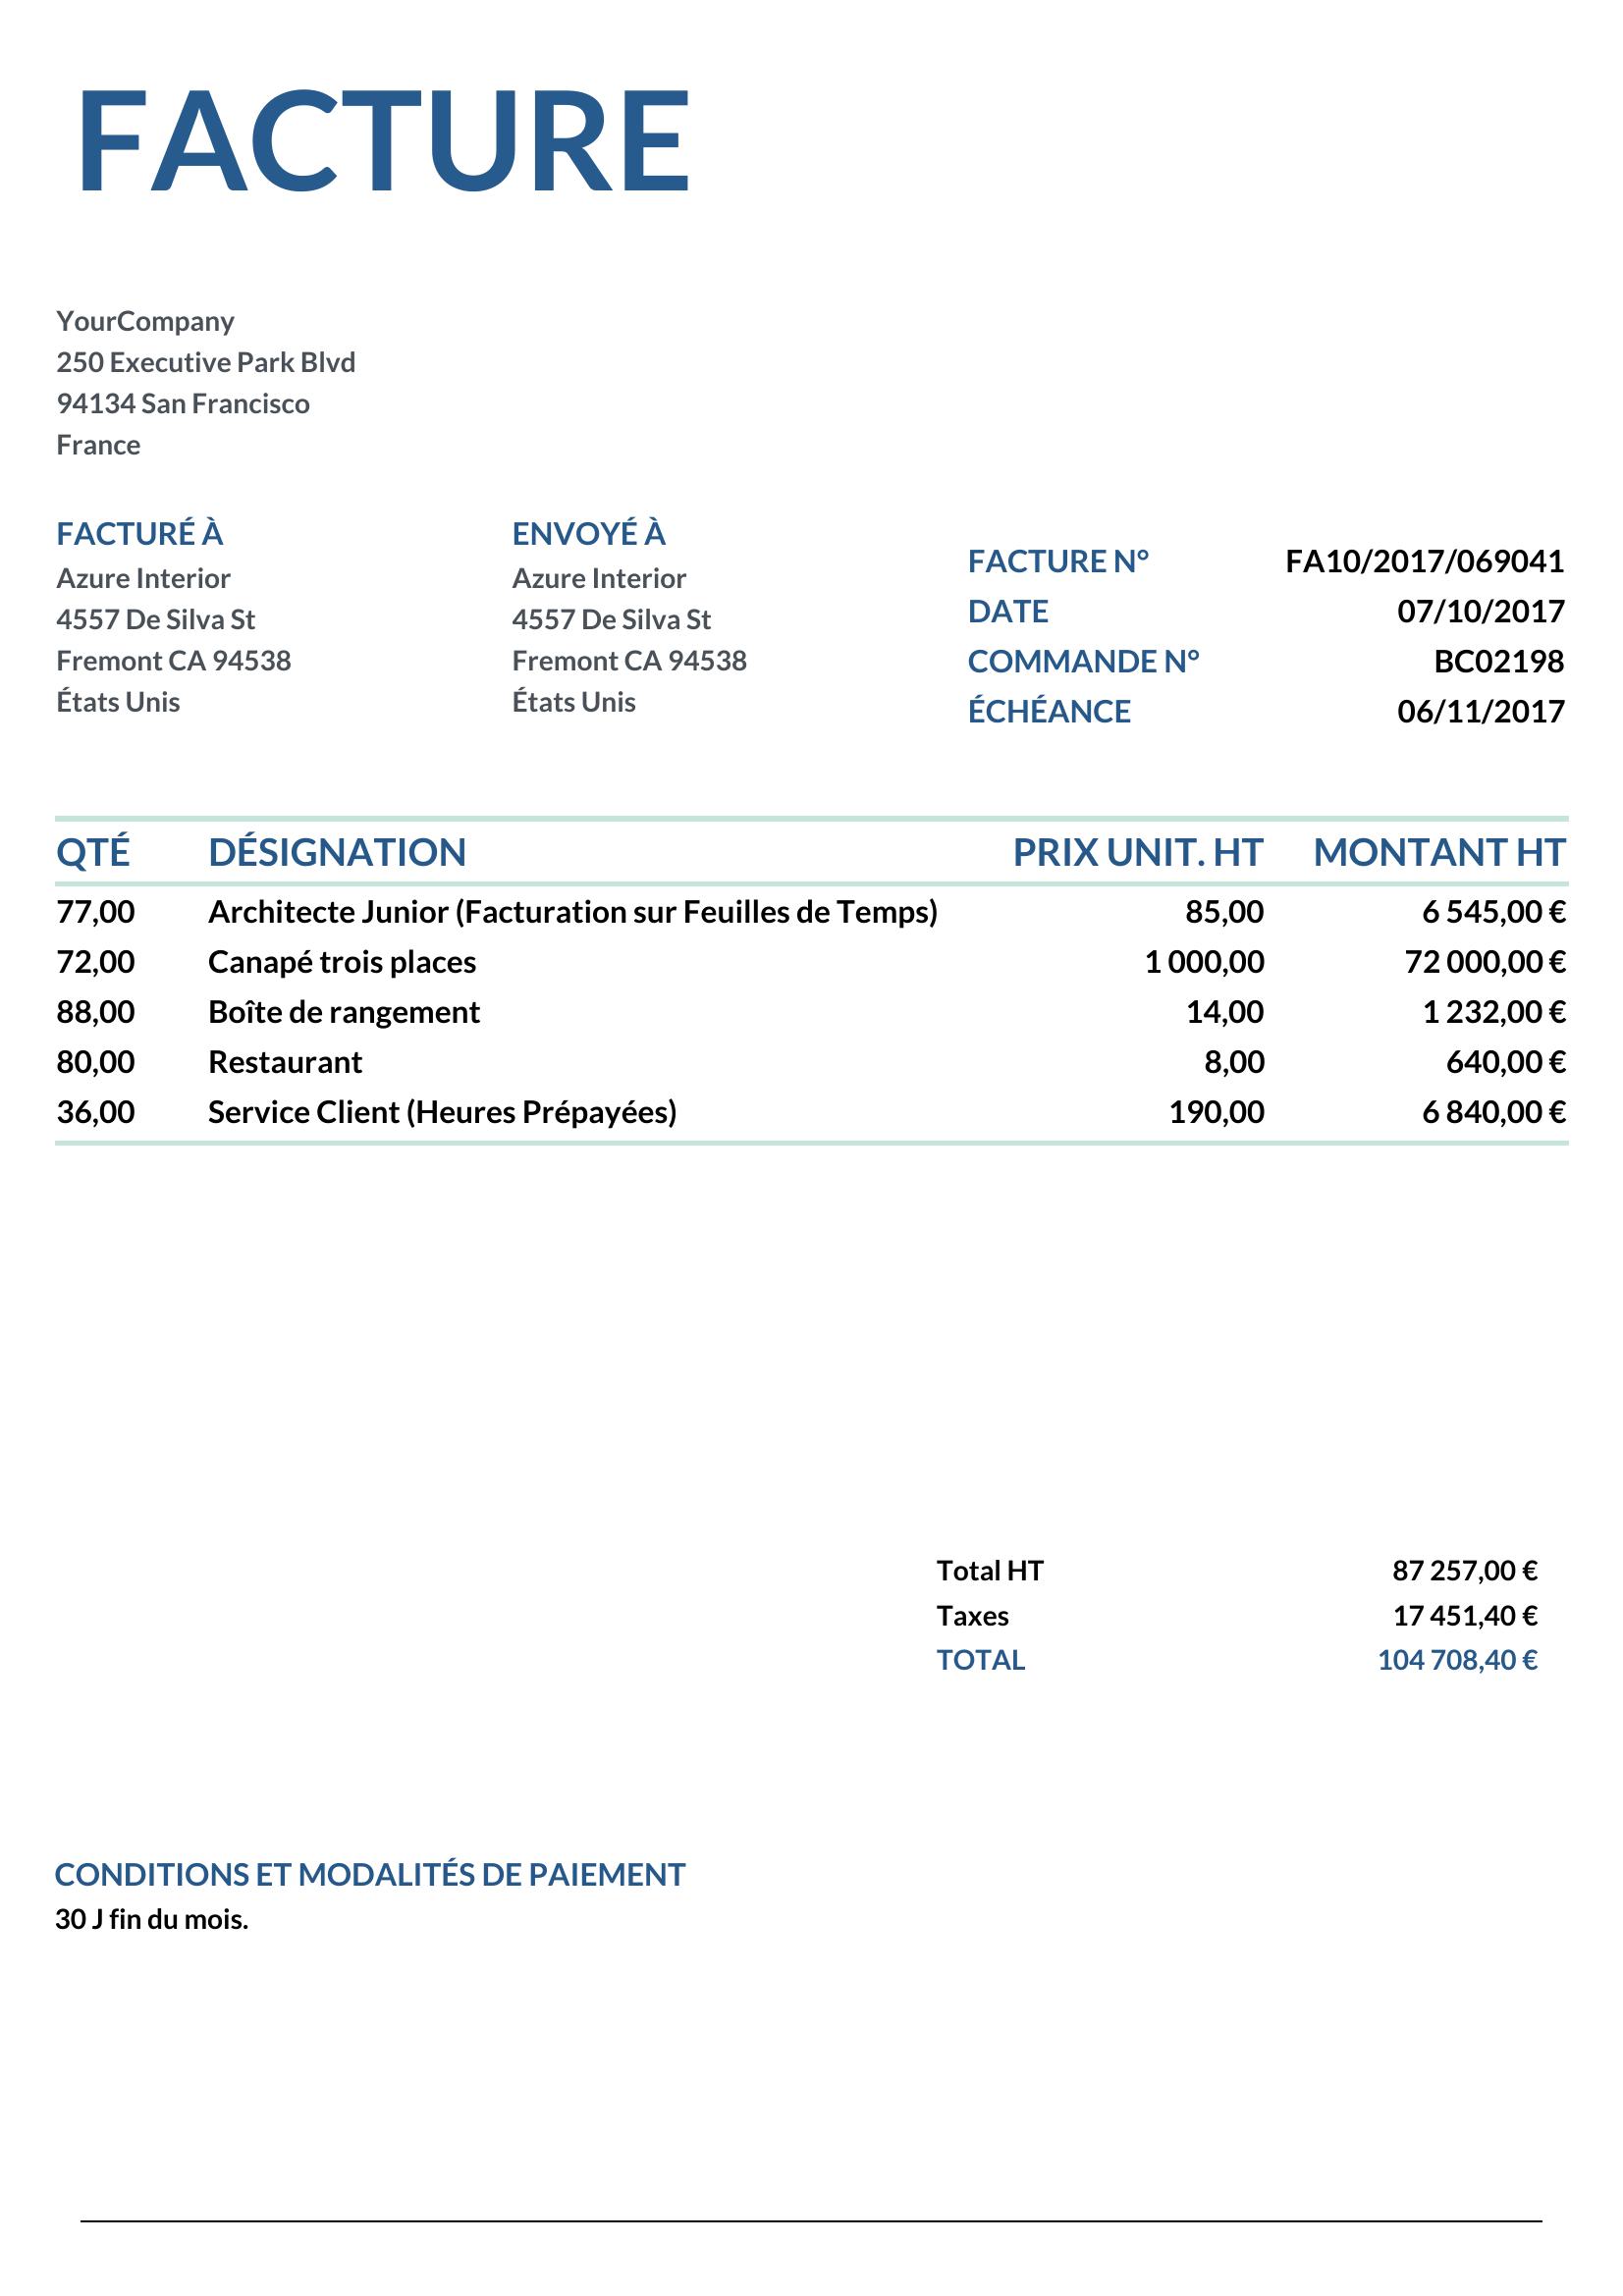 FACTURE
YourCompany
250 Executive Park Blvd
94134 San Francisco
France
FACTURÉ À
Azure Interior
4557 De Silva St
Fremont CA 94538
États Unis
ENVOYÉ À
Azure Interior
4557 De Silva St
Fremont CA 94538
États Unis
FACTURE N° FA10/2017/069041
DATE 07/10/2017
COMMANDE N° BC02198
ÉCHÉANCE 06/11/2017
QTÉ DÉSIGNATION PRIX UNIT. HT MONTANT HT
77,00 Architecte Junior (Facturation sur Feuilles de Temps) 85,00 6 545,00 €
72,00 Canapé trois places 1 000,00 72 000,00 €
88,00 Boîte de rangement 14,00 1 232,00 €
80,00 Restaurant 8,00 640,00 €
36,00 Service Client (Heures Prépayées) 190,00 6 840,00 €
Total HT 87 257,00 €
Taxes 17 451,40 €
TOTAL 104 708,40 €
CONDITIONS ET MODALITÉS DE PAIEMENT
30 J fin du mois.